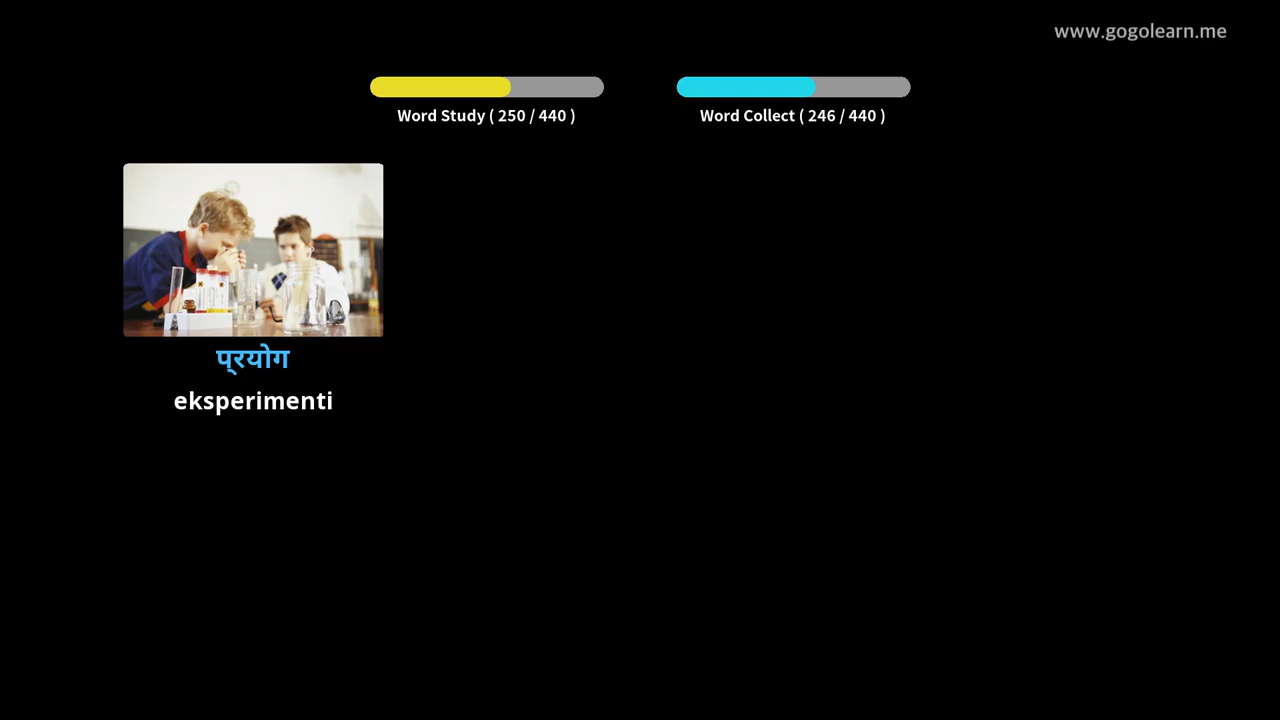 www.gogolearn.me
Word Study ( 250 / 440 )
Word Collect ( 246 / 440 )
प्रयोग
eksperimenti